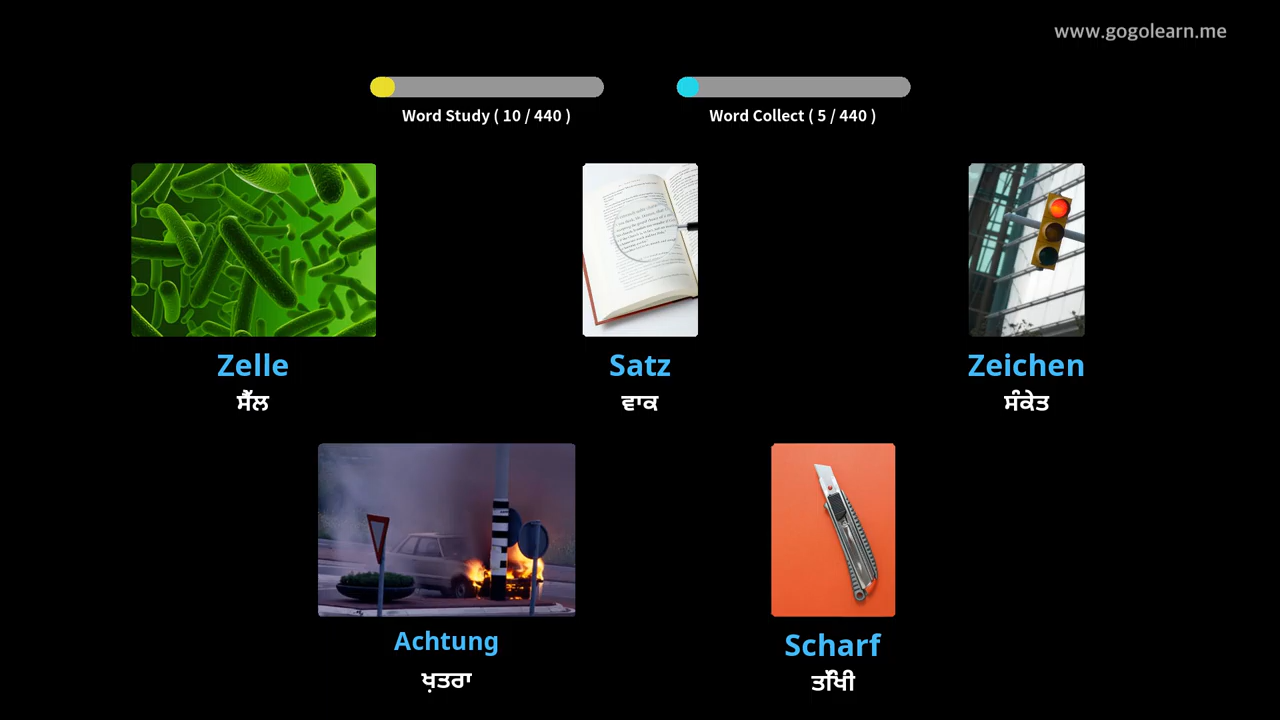 www.gogolearn.me
Word Study ( 10 / 440 )
Word Collect ( 5 / 440 )
Zelle
ਸੈੱਲ
Satz
ਵਾਕ
Zeichen
ਸੰਕੇਤ
Achtung
ਖ਼ਤਰਾ
Scharf
ਤਿੱਖੀ